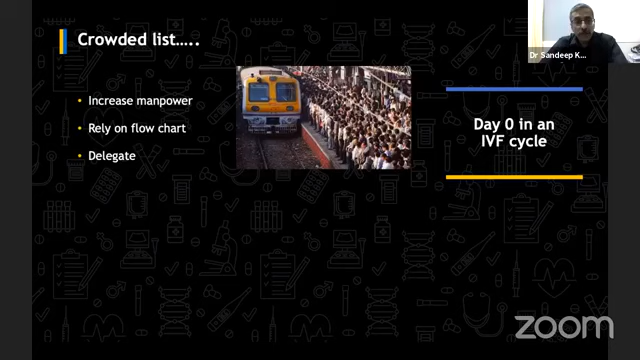 Crowded list…..
Dr Sandeep K...
• Increase manpower
• Rely on flow chart
• Delegate
Day 0 in an
IVF cycle
zoom